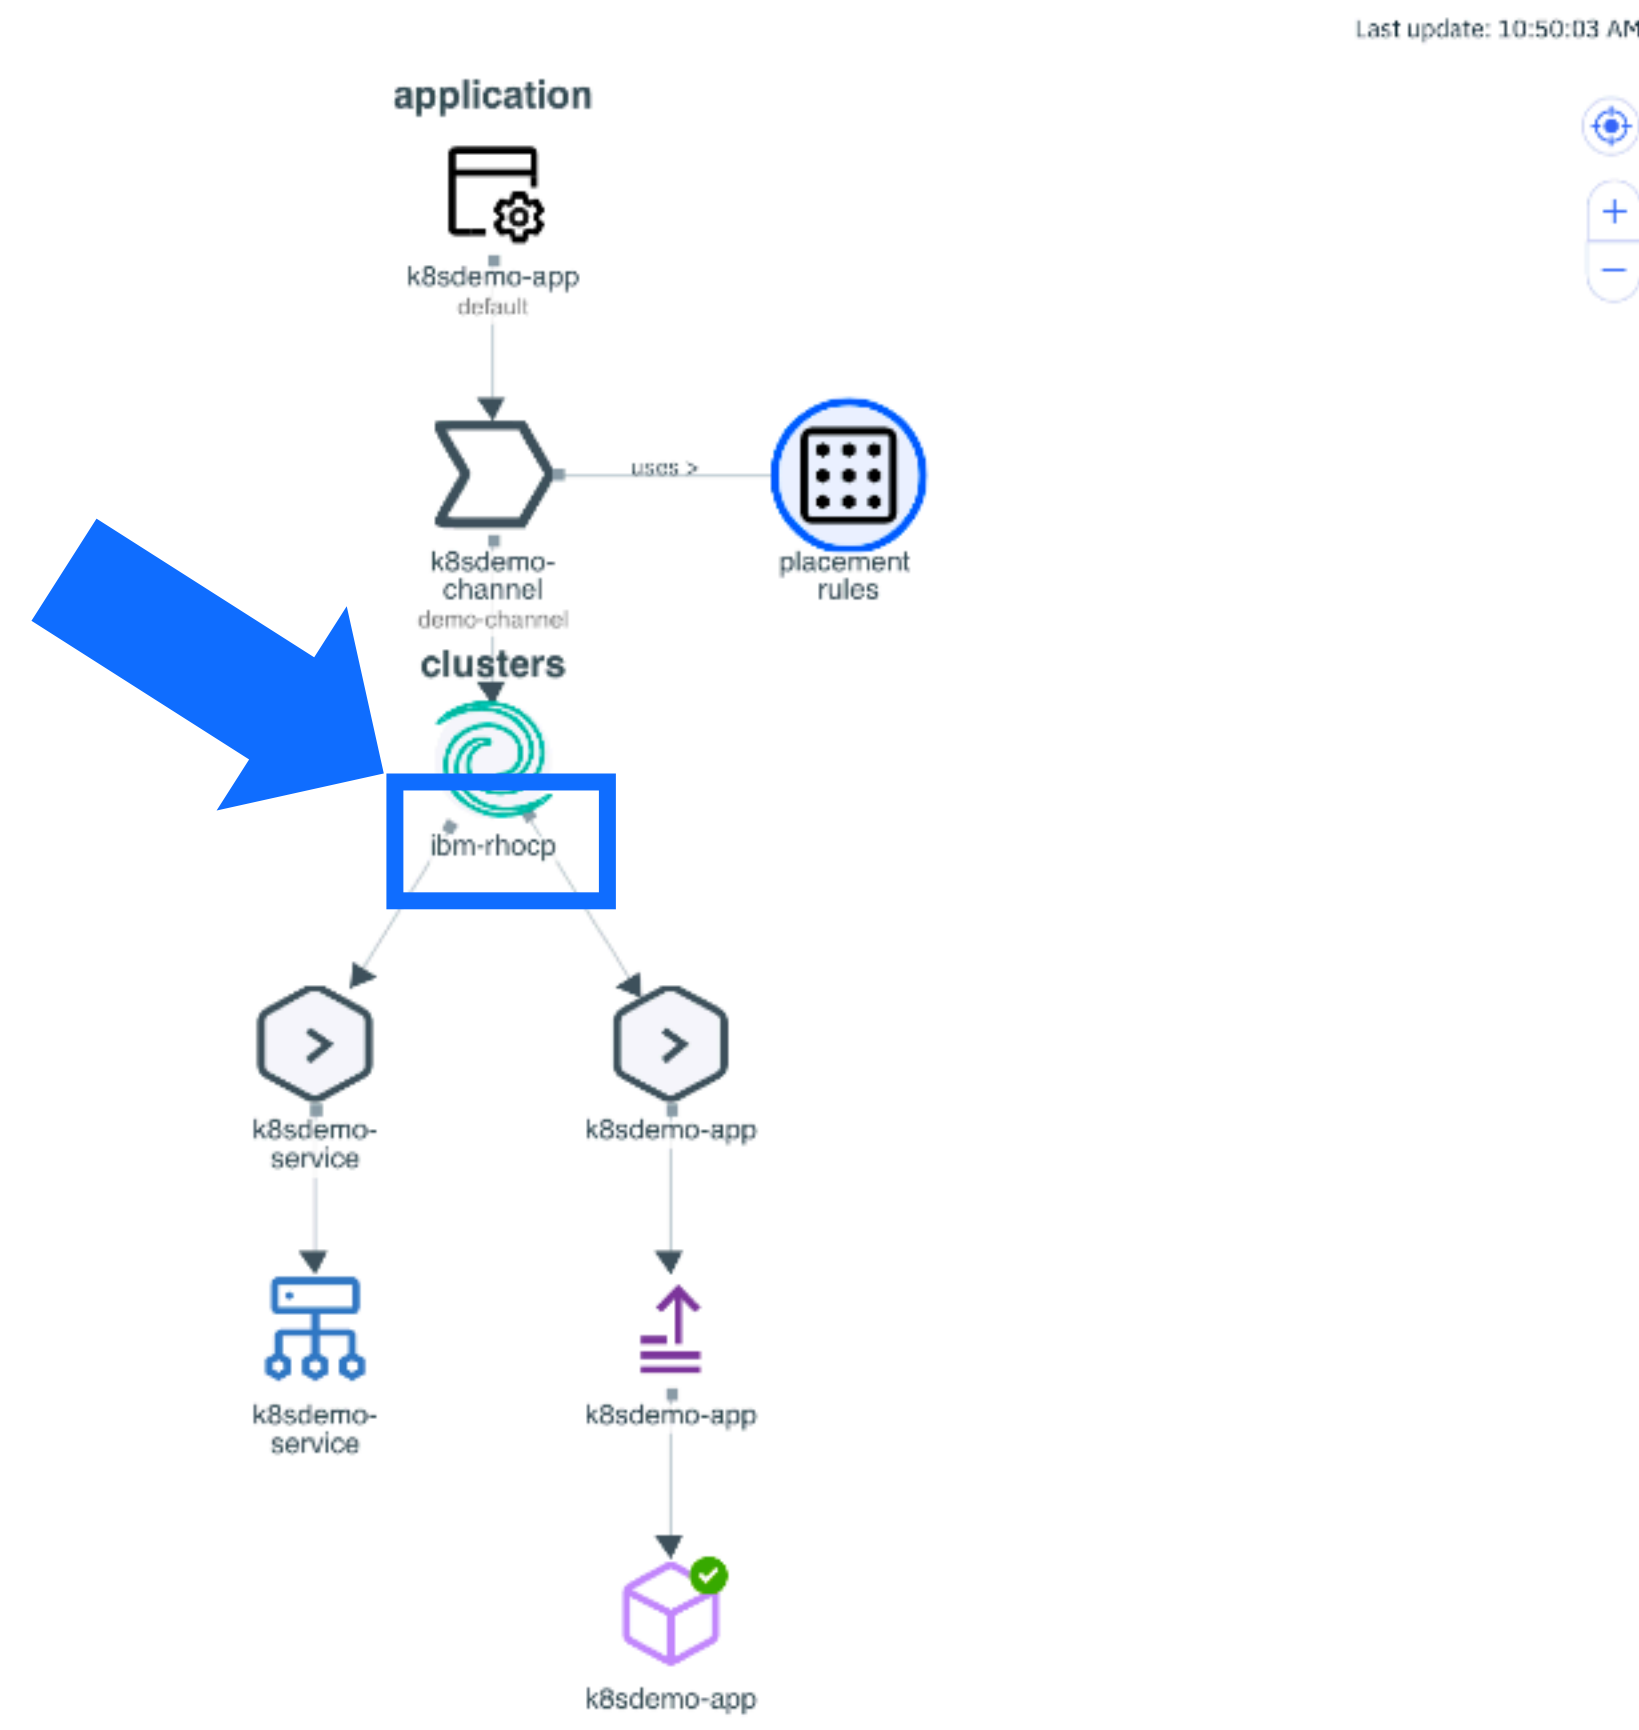 Last update: 10:50:03 AM
application
k8sdemo-app
default
uses >
k8sdemo-
channel
demo-channel
placement
rules
clusters
ibm-rhocp
k8sdemo-
service
k8sdemo-app
k8sdemo-
service
k8sdemo-app
k8sdemo-app